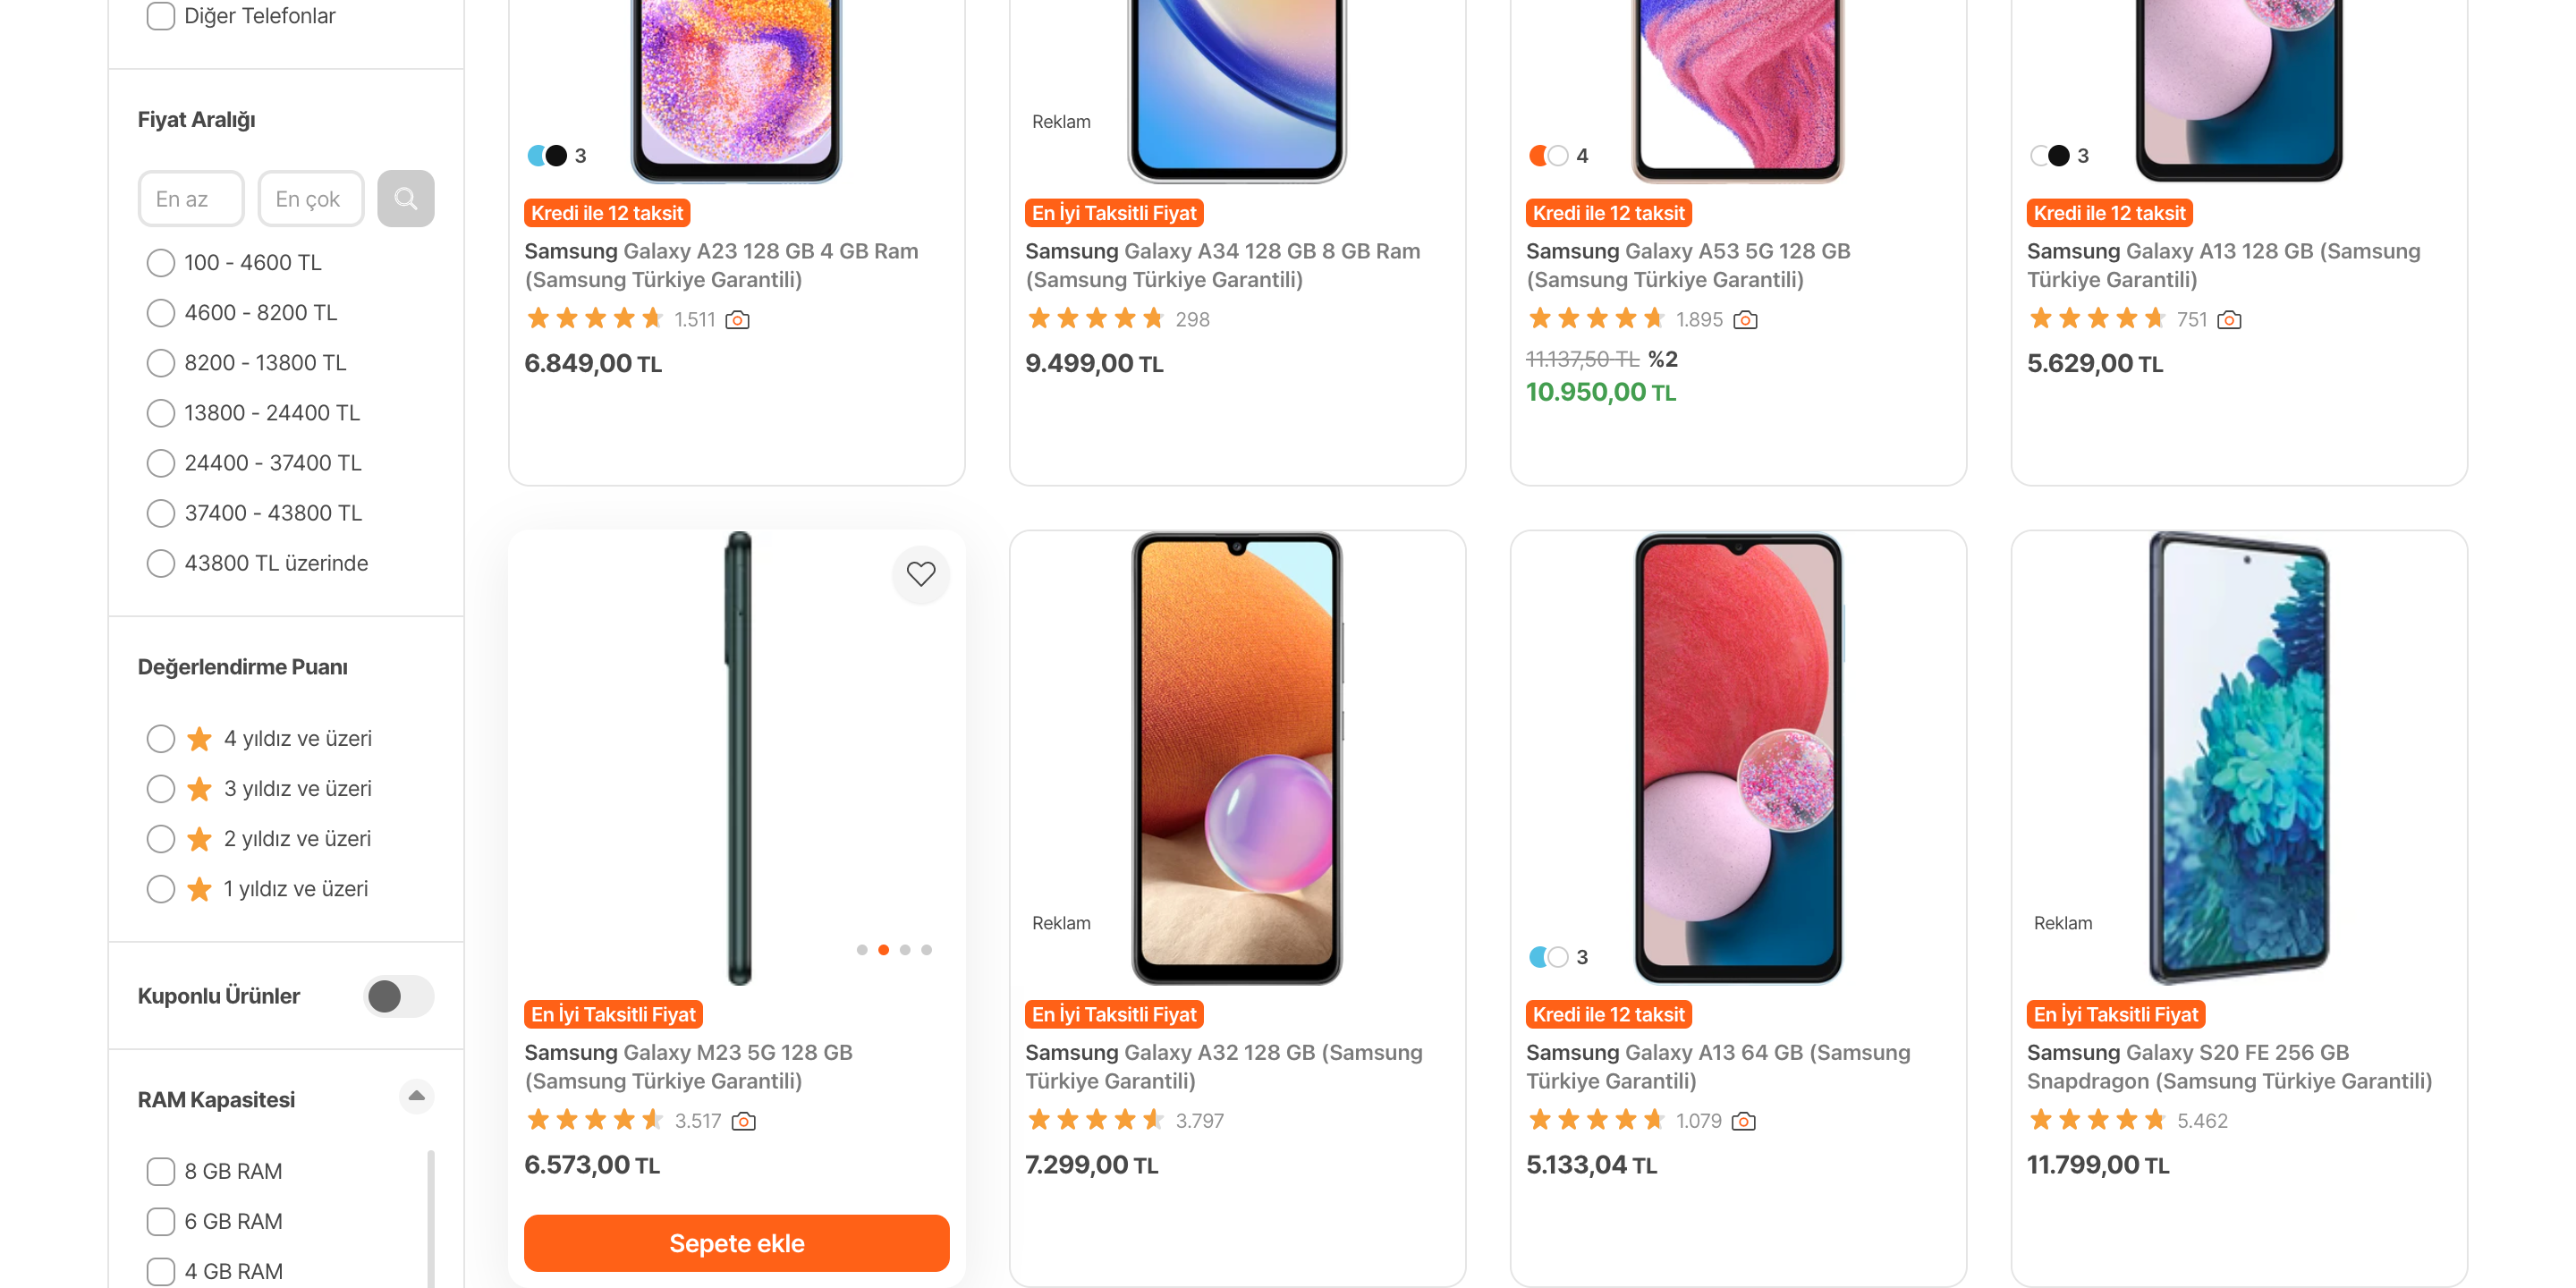 Diğer Telefonlar
Fiyat Aralığı
En az
En çok
100 - 4600 TL
4600 - 8200 TL
8200 - 13800 TL
13800 - 24400 TL
24400 - 37400 TL
37400 - 43800 TL
43800 TL üzerinde
Değerlendirme Puanı
4 yıldız ve üzeri
3 yıldız ve üzeri
2 yıldız ve üzeri
1 yıldız ve üzeri
Kuponlu Ürünler
RAM Kapasitesi
8 GB RAM
6 GB RAM
4 GB RAM
3
Kredi ile 12 taksit
Samsung Galaxy A23 128 GB 4 GB Ram
(Samsung Türkiye Garantili)
1.511
6.849,00 TL
Reklam
En İyi Taksitli Fiyat
Samsung Galaxy A34 128 GB 8 GB Ram
(Samsung Türkiye Garantili)
298
9.499,00 TL
4
Kredi ile 12 taksit
Samsung Galaxy A53 5G 128 GB
(Samsung Türkiye Garantili)
1.895
11.137,50 TL %2
10.950,00 TL
3
Kredi ile 12 taksit
Samsung Galaxy A13 128 GB (Samsung
Türkiye Garantili)
751
5.629,00 TL
En İyi Taksitli Fiyat
Samsung Galaxy M23 5G 128 GB
(Samsung Türkiye Garantili)
3.517
6.573,00 TL
Sepete ekle
Reklam
En İyi Taksitli Fiyat
Samsung Galaxy A32 128 GB (Samsung
Türkiye Garantili)
3.797
7.299,00 TL
3
Kredi ile 12 taksit
Samsung Galaxy A13 64 GB (Samsung
Türkiye Garantili)
1.079
5.133,04 TL
Reklam
En İyi Taksitli Fiyat
Samsung Galaxy S20 FE 256 GB
Snapdragon (Samsung Türkiye Garantili)
5.462
11.799,00 TL